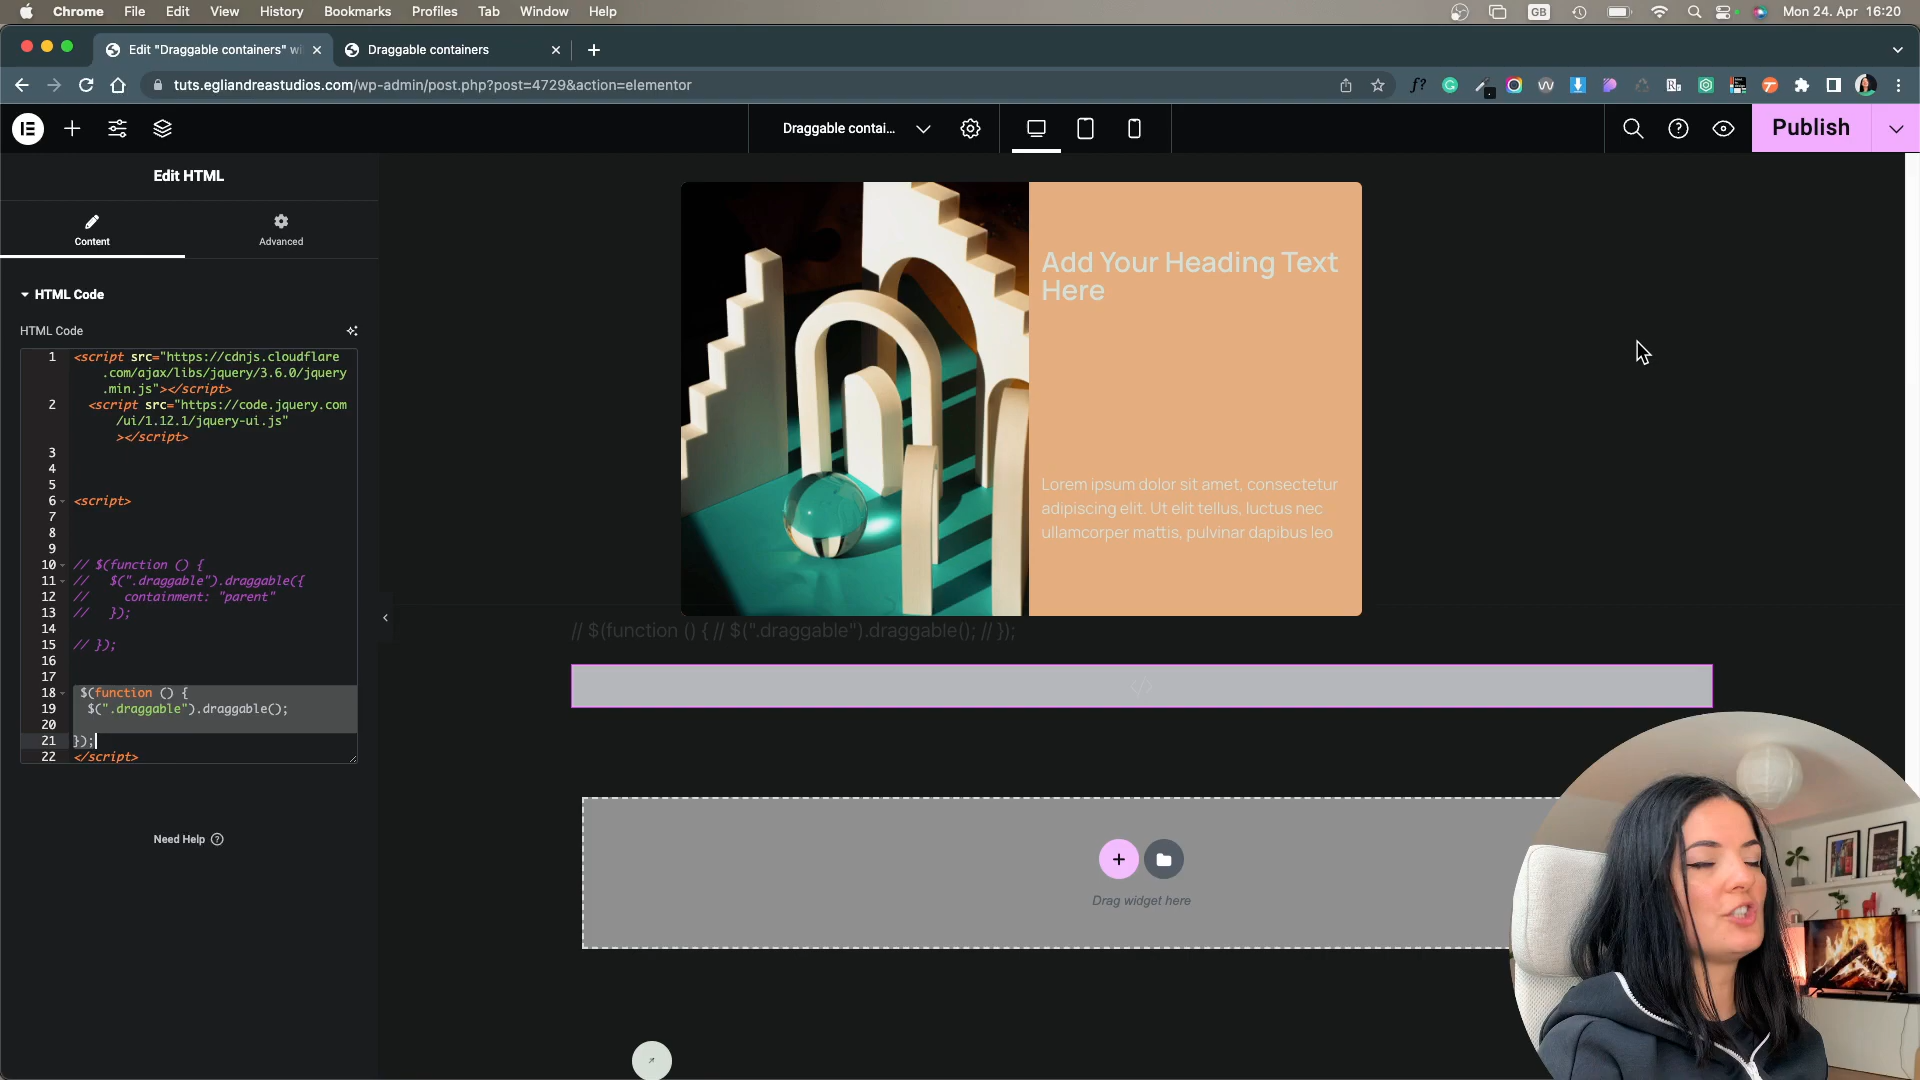 Chrome File Edit View History Bookmarks Profiles Tab Window Help GB Mon 24. Apr 16:20
Edit "Draggable containers" wi Draggable containers
tuts.egliandreastudios.com/wp-admin/post.php?post=4729&action=elementor
Draggable contai... Publish
Edit HTML
Content Advanced
HTML Code
HTML Code
1 <script src="https://cdnjs.cloudflare
.com/ajax/libs/jquery/3.6.0/jquery
.min.js"></script>
2 <script src="https://code.jquery.com
/ui/1.12.1/jquery-ui.js"
></script>
3
4
5
6 <script>
7
8
9
10 // $(function () {
11 // $(".draggable").draggable({
12 // containment: "parent"
13 // });
14
15 // });
16
17
18 $(function () {
19 $(".draggable").draggable();
20
21 });
22 </script>
Need Help
Add Your Heading Text
Here
Lorem ipsum dolor sit amet, consectetur
adipiscing elit. Ut elit tellus, luctus nec
ullamcorper mattis, pulvinar dapibus leo
// $(function () { // $(".draggable").draggable(); // });
Drag widget here